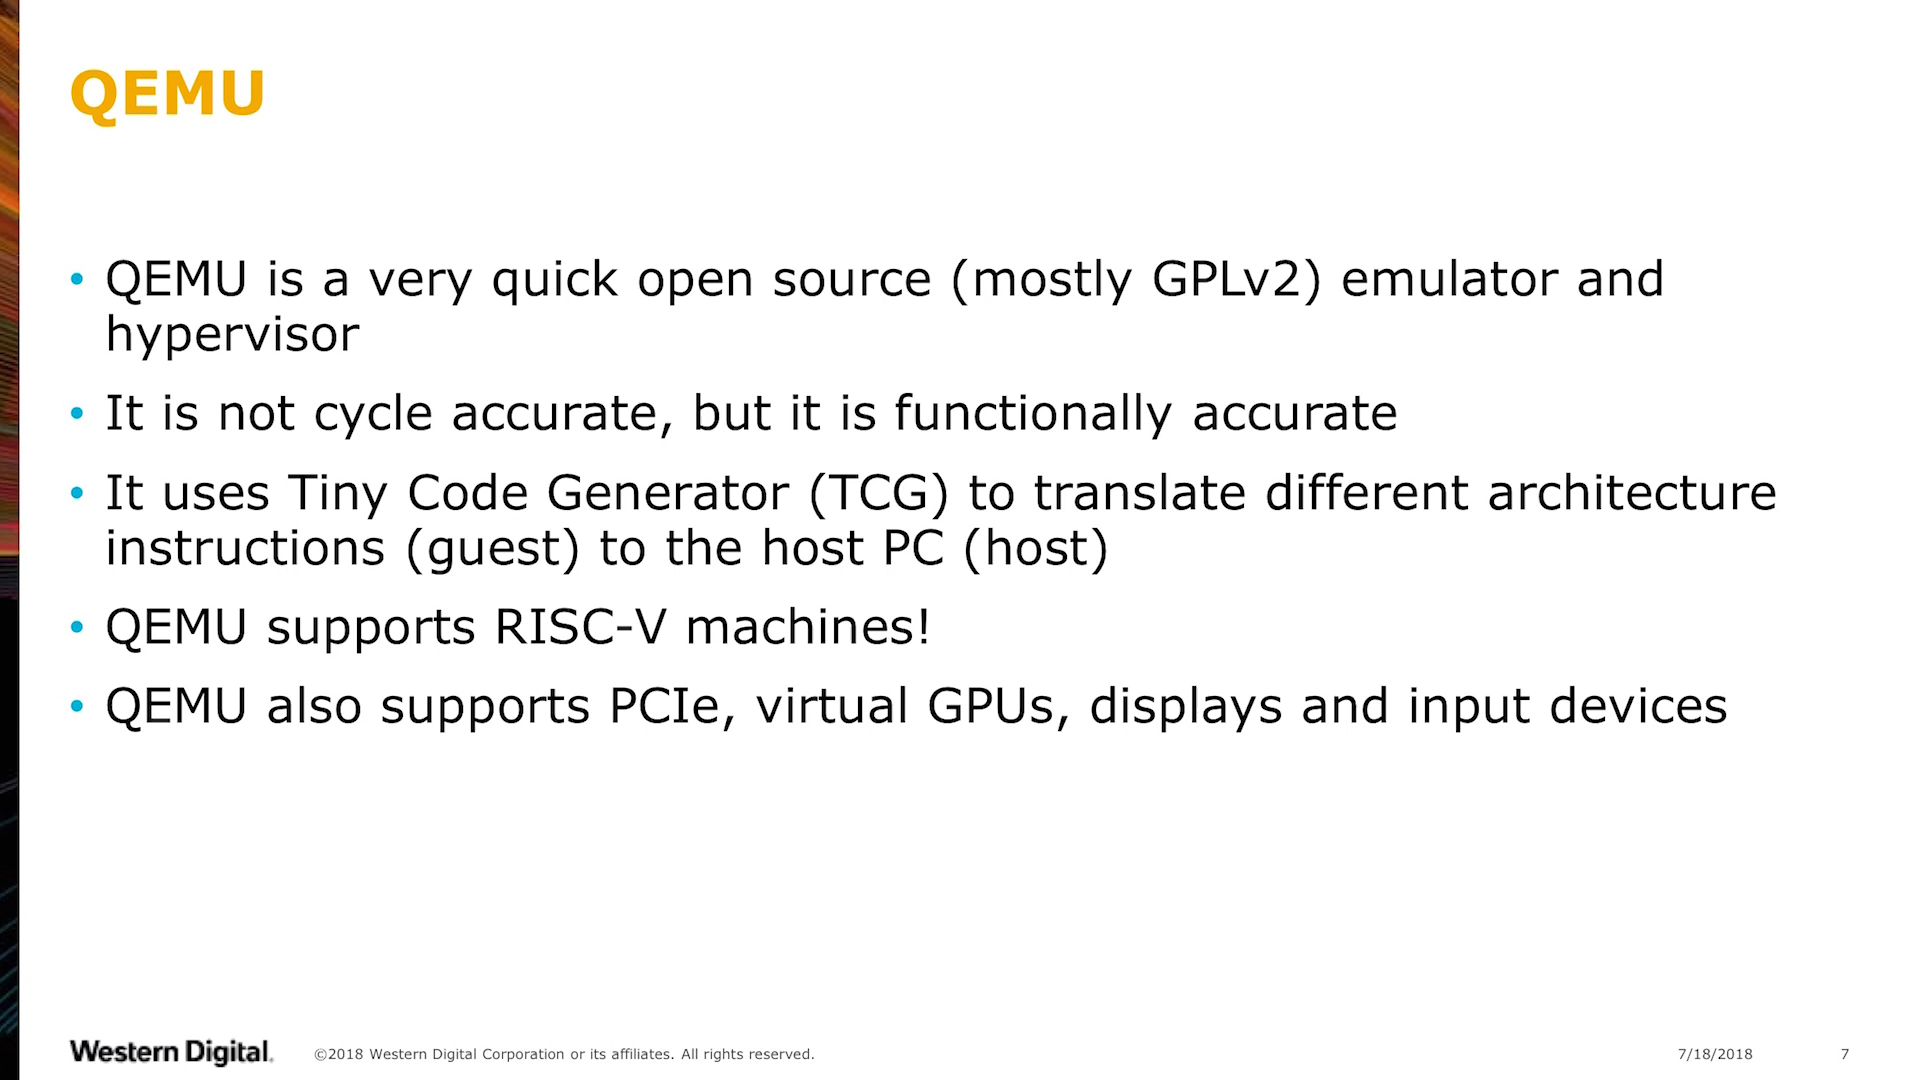 QEMU
• QEMU is a very quick open source (mostly GPLv2) emulator and
hypervisor
• It is not cycle accurate, but it is functionally accurate
• It uses Tiny Code Generator (TCG) to translate different architecture
instructions (guest) to the host PC (host)
• QEMU supports RISC-V machines!
• QEMU also supports PCIe, virtual GPUs, displays and input devices
Western Digital. ©2018 Western Digital Corporation or its affiliates. All rights reserved. 7/18/2018 7